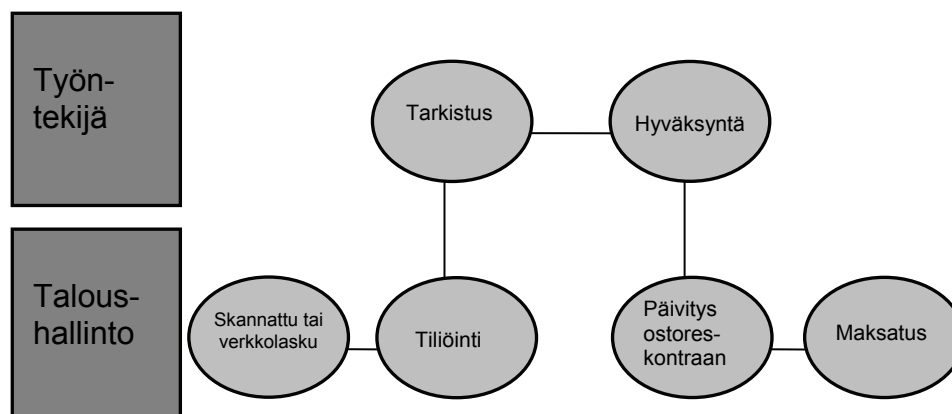 Työn-
tekijä
Tarkistus
Hyväksyntä
Talous-
hallinto
Skannattu tai
verkkolasku
Tiliöinti
Päivitys
ostores-
kontraan
Maksatus